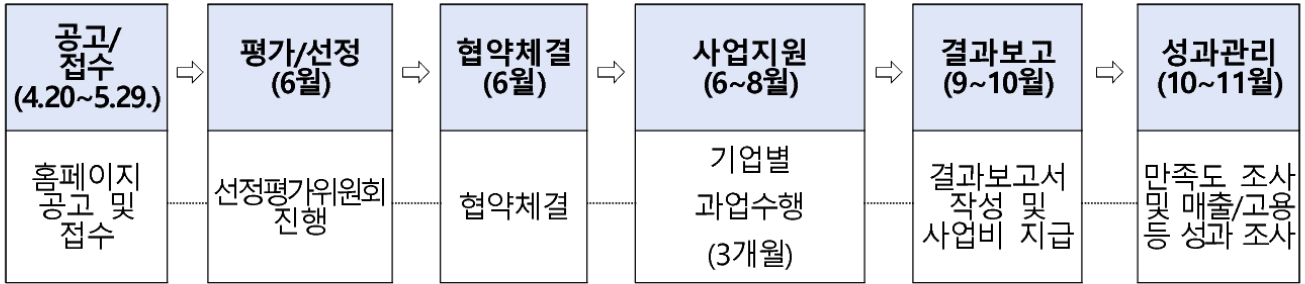 공고/
접수
(4.20~5.29.)
평가/선정
(6월)
협약체결
(6월)
사업지원
(6~8월)
결과보고
(9~10월)
성과관리
(10~11월)
홈페이지
공고 및
접수
선정평가위원회
진행
협약체결
기업별
과업수행
(3개월)
결과보고서
작성 및
사업비 지급
만족도 조사
및 매출/고용
등 성과 조사